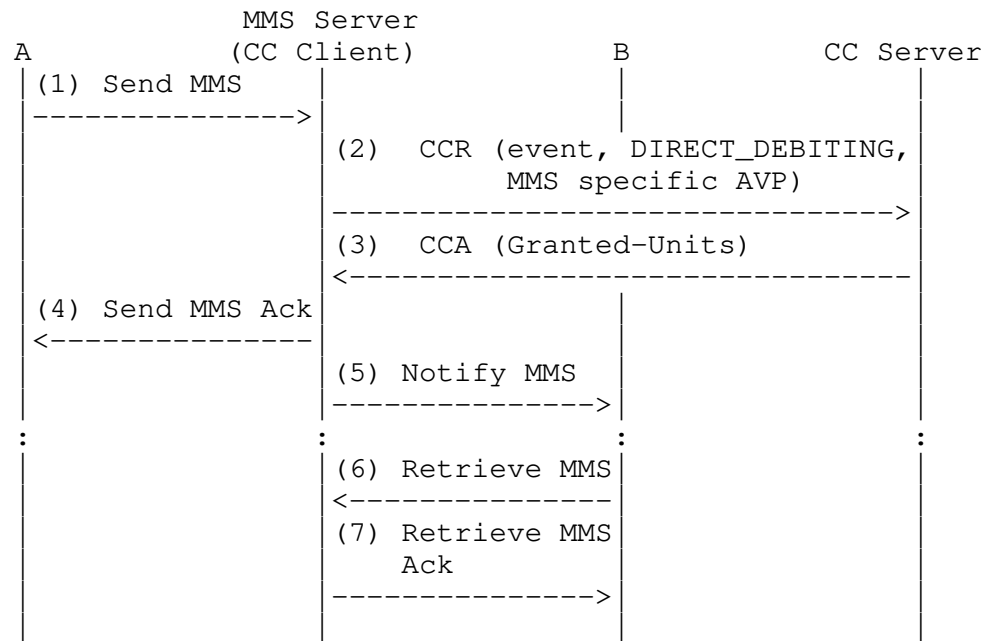 MMS Server
A (CC Client) B CC Server
(1) Send MMS
(2) CCR (event, DIRECT_DEBITING,
MMS specific AVP)
(3) CCA (Granted-Units)
(4) Send MMS Ack
(5) Notify MMS
: : : :
(6) Retrieve MMS
(7) Retrieve MMS
Ack